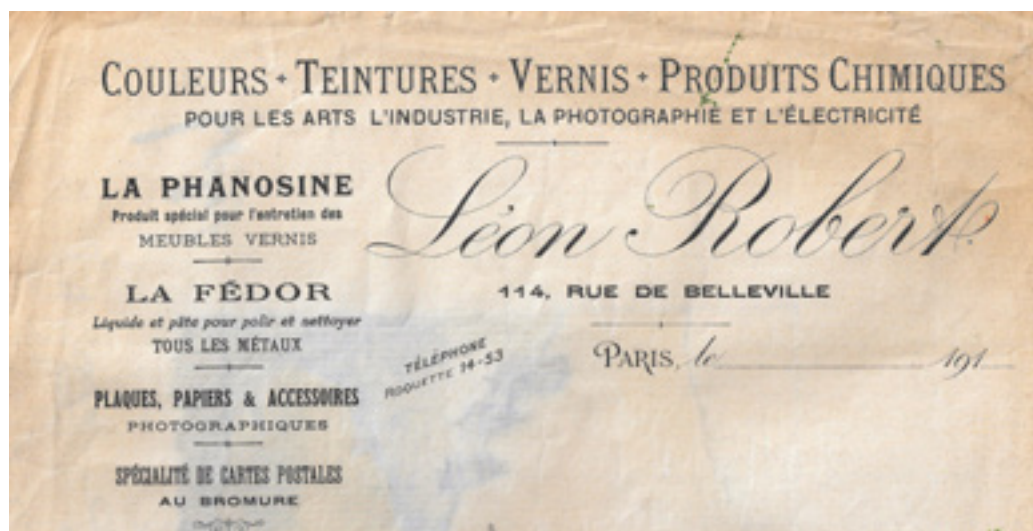 COULEURS + TEINTURES + VERNIS + PRODUITS CHIMIQUES
POUR LES ARTS L'INDUSTRIE, LA PHOTOGRAPHIE ET L'ÉLECTRICITÉ
LA PHANOSINE
Produit spécial pour l'entretien des
MEUBLES VERNIS
LA FÉDOR
Liquide et pâte pour polir et nettoyer
TOUS LES MÉTAUX
PLAQUES, PAPIERS & ACCESSOIRES
PHOTOGRAPHIQUES
SPÉCIALITÉ DE CARTES POSTALES
AU BROMURE
Léon Robert
114, RUE DE BELLEVILLE
TÉLÉPHONE
ROQUETTE 14-53
PARIS, le 191